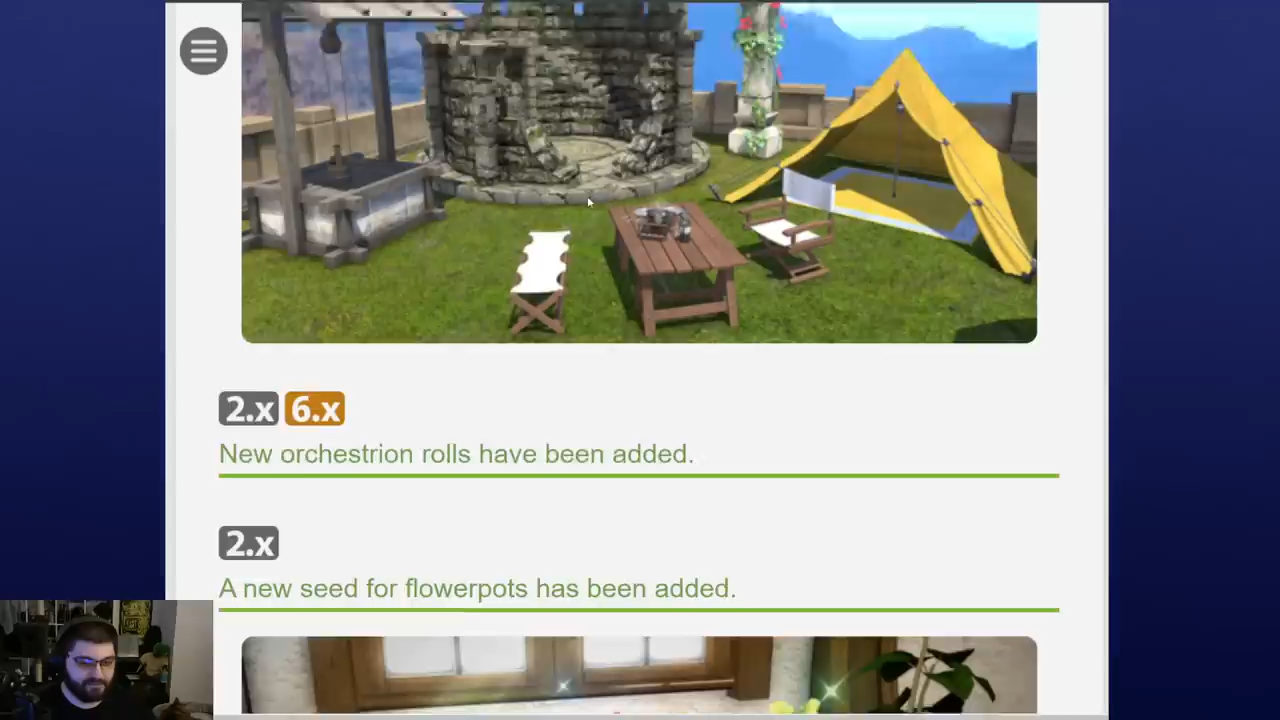 2.x 6.x
New orchestrion rolls have been added.
2.x
A new seed for flowerpots has been added.